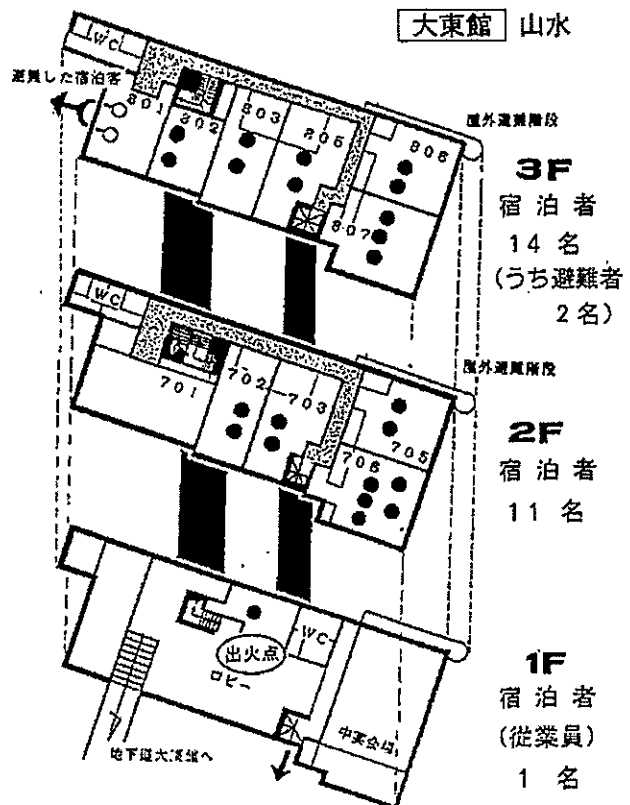 大東館 山水
WC
避難した宿泊客
801
802
803
805
806
807
屋外避難階段
3F
宿泊者
14名
(うち避難者
2名)
WC
701
702
703
705
706
屋外避難階段
2F
宿泊者
11名
WC
出火点
ロビー
中宴会場
地下道大渓館へ
1F
宿泊者
(従業員)
1名